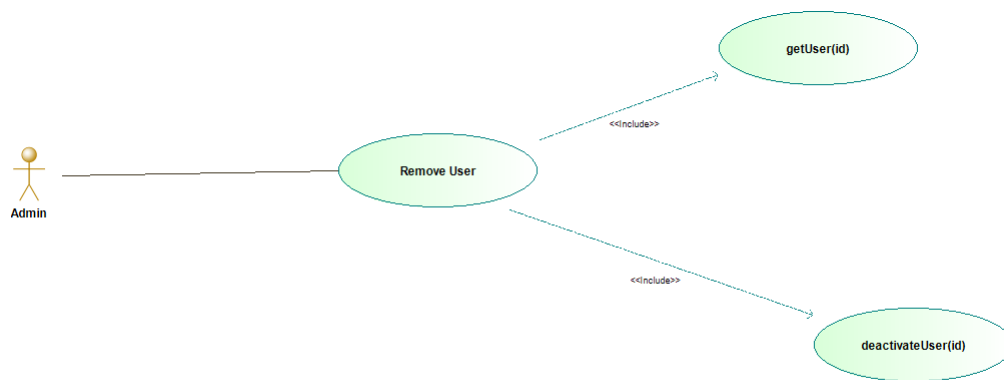 getUser(id)
<<Include>>
Remove User
Admin
<<Include>>
deactivateUser(id)